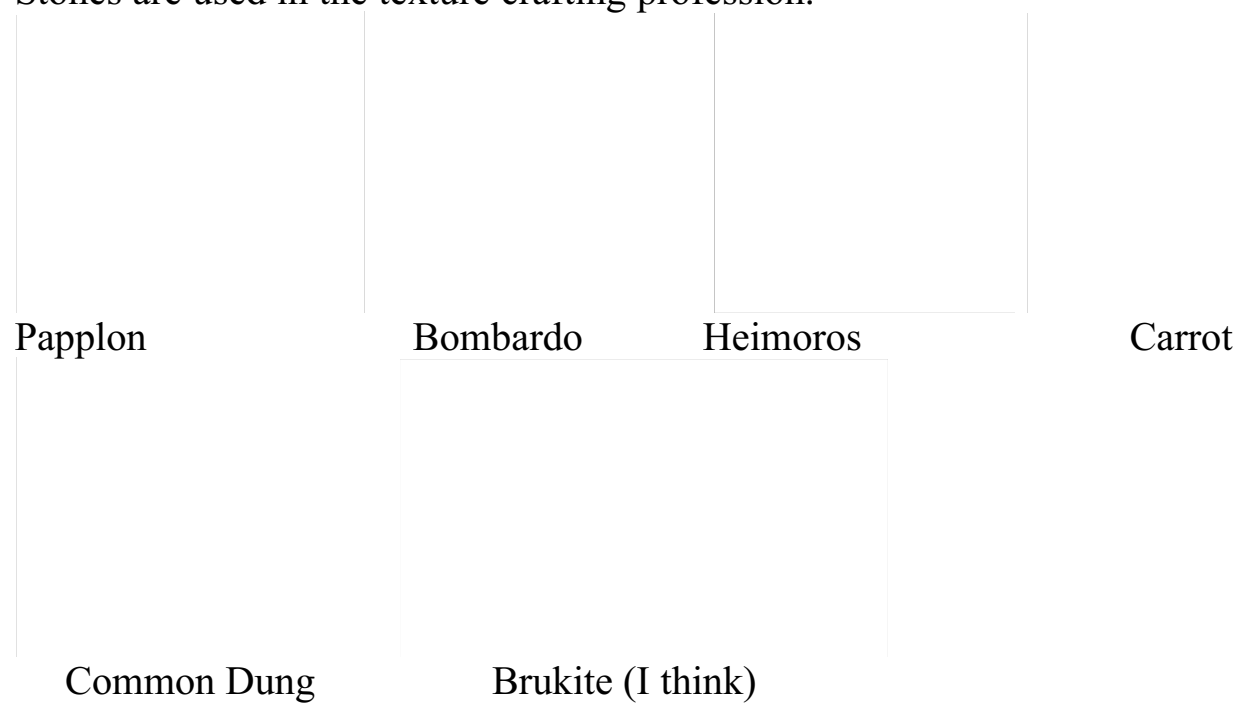 Stones are used in the texture crafting profession.
Papplon Bombardo Heimoros Carrot
Common Dung Brukite (I think)